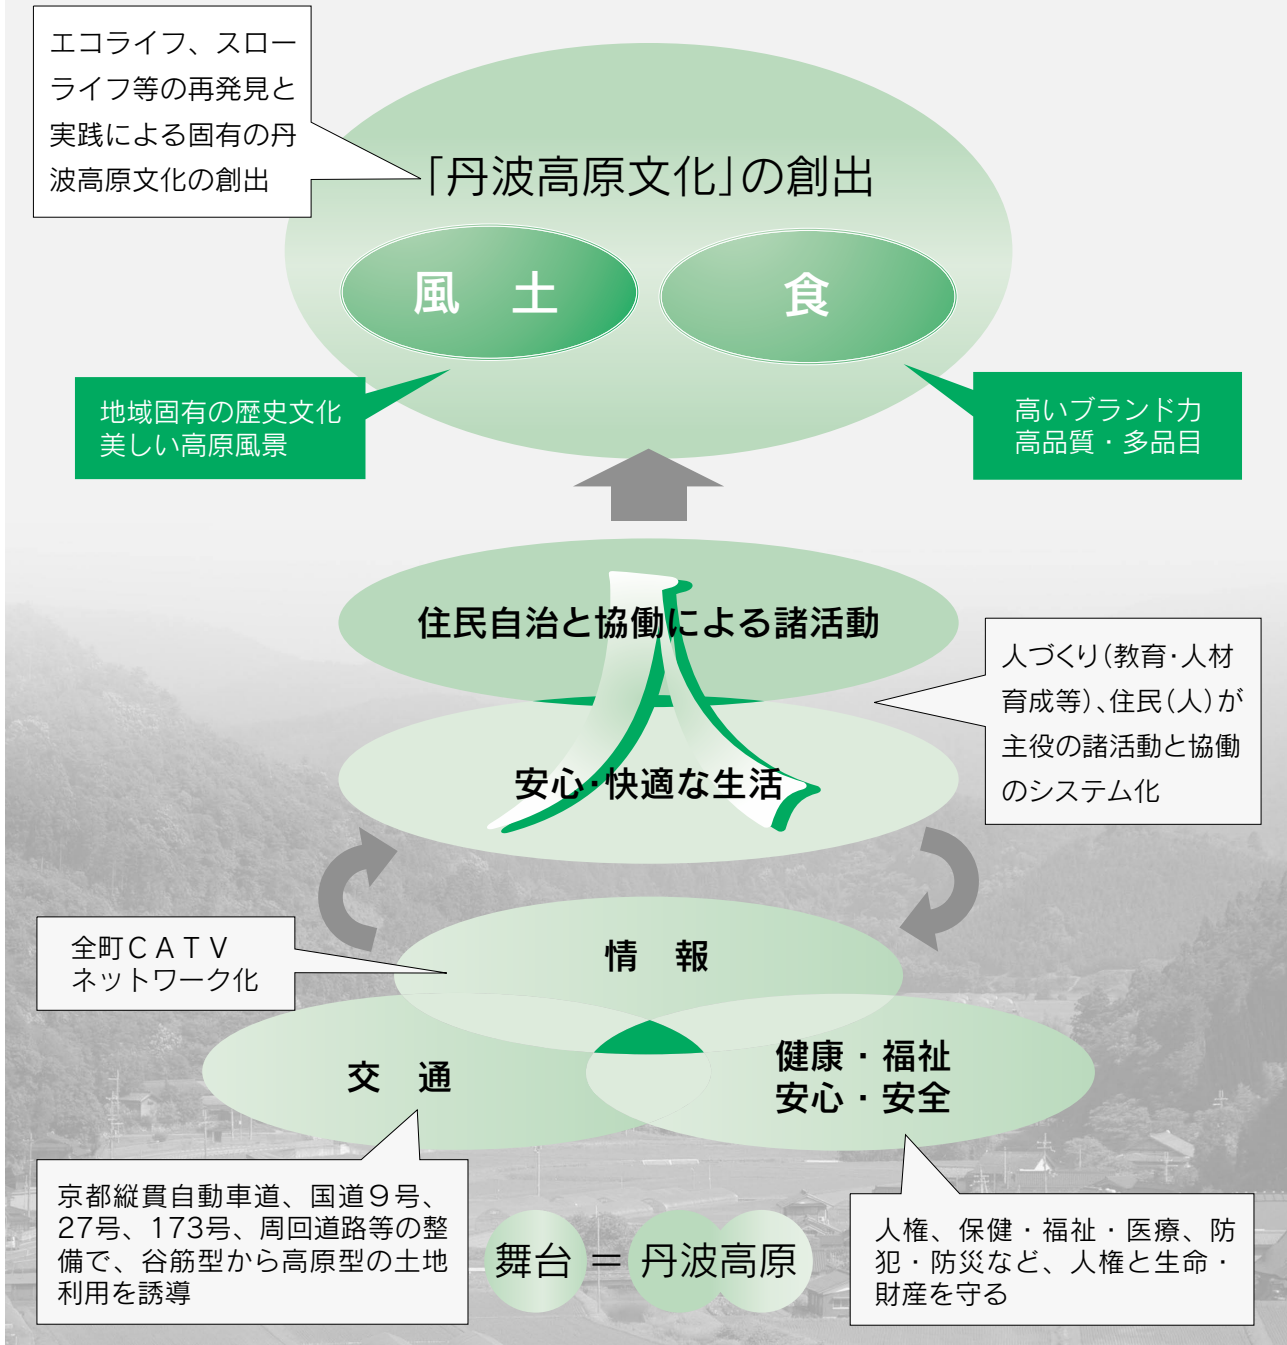 エコライフ、スロー
ライフ等の再発見と
実践による固有の丹
波高原文化の創出
「丹波高原文化」の創出
風　土
食
地域固有の歴史文化
美しい高原風景
高いブランド力
高品質・多品目
人
住民自治と協働による諸活動
安心・快適な生活
人づくり(教育・人材
育成等)、住民(人)が
主役の諸活動と協働
のシステム化
全町ＣＡＴＶ
ネットワーク化
情　報
交　通
健康・福祉
安心・安全
京都縦貫自動車道、国道９号、
27号、173号、周回道路等の整
備で、谷筋型から高原型の土地
利用を誘導
舞台＝丹波高原
人権、保健・福祉・医療、防
犯・防災など、人権と生命・
財産を守る